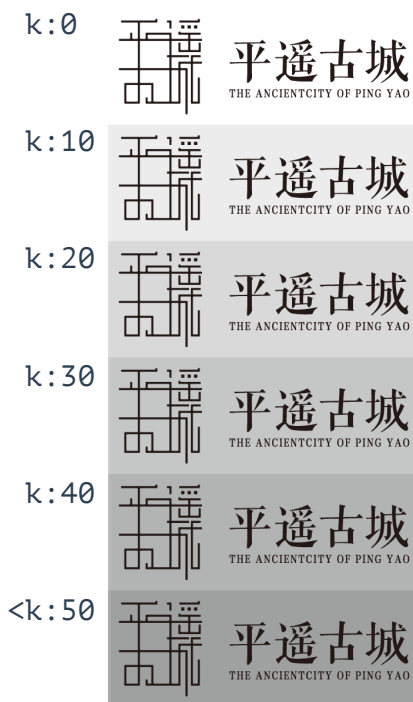 k:0
平遥古城
THE ANCIENTCITY OF PING YAO
k:10
平遥古城
THE ANCIENTCITY OF PING YAO
k:20
平遥古城
THE ANCIENTCITY OF PING YAO
k:30
平遥古城
THE ANCIENTCITY OF PING YAO
k:40
平遥古城
THE ANCIENTCITY OF PING YAO
<k:50
平遥古城
THE ANCIENTCITY OF PING YAO